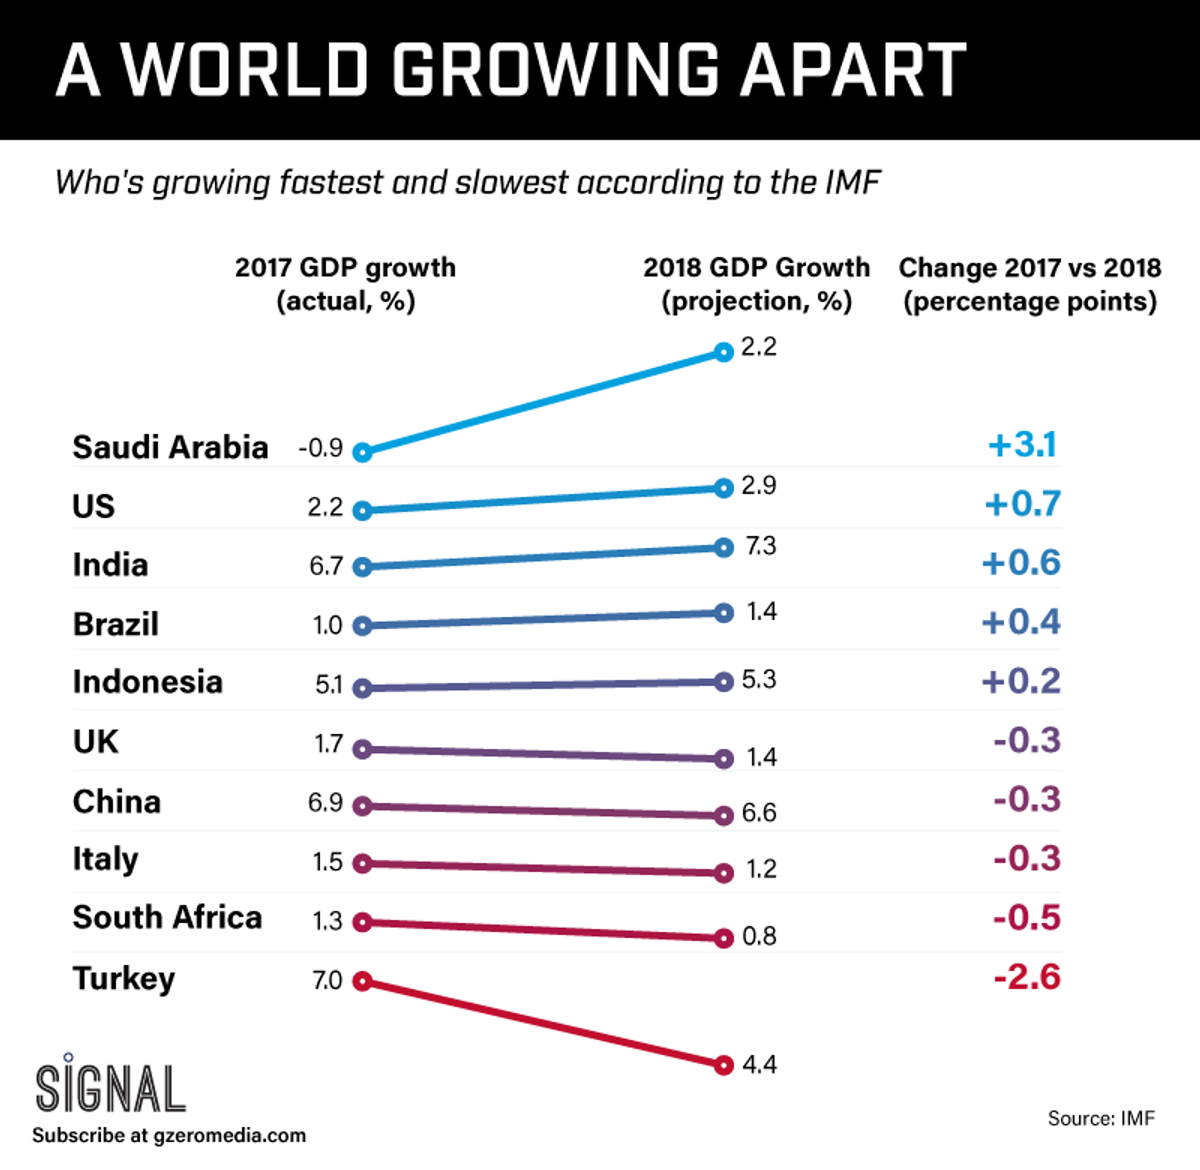 A WORLD GROWING APART
Who's growing fastest and slowest according to the IMF
2017 GDP growth
(actual, %)
2018 GDP Growth
(projection, %)
Change 2017 vs 2018
(percentage points)
Saudi Arabia -0.9 2.2 +3.1
US 2.2 2.9 +0.7
India 6.7 7.3 +0.6
Brazil 1.0 1.4 +0.4
Indonesia 5.1 5.3 +0.2
UK 1.7 1.4 -0.3
China 6.9 6.6 -0.3
Italy 1.5 1.2 -0.3
South Africa 1.3 0.8 -0.5
Turkey 7.0 4.4 -2.6
SIGNAL
Subscribe at gzeromedia.com
Source: IMF